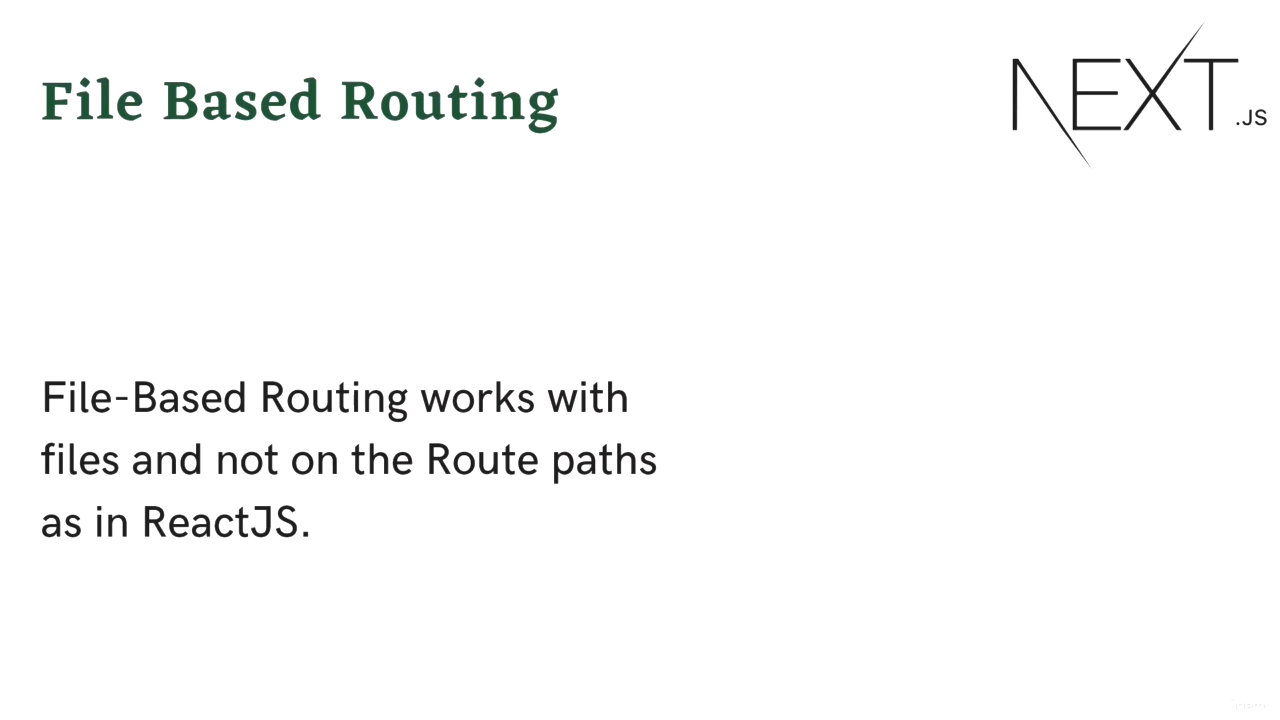 File Based Routing
NEXT.JS
File-Based Routing works with
files and not on the Route paths
as in ReactJS.